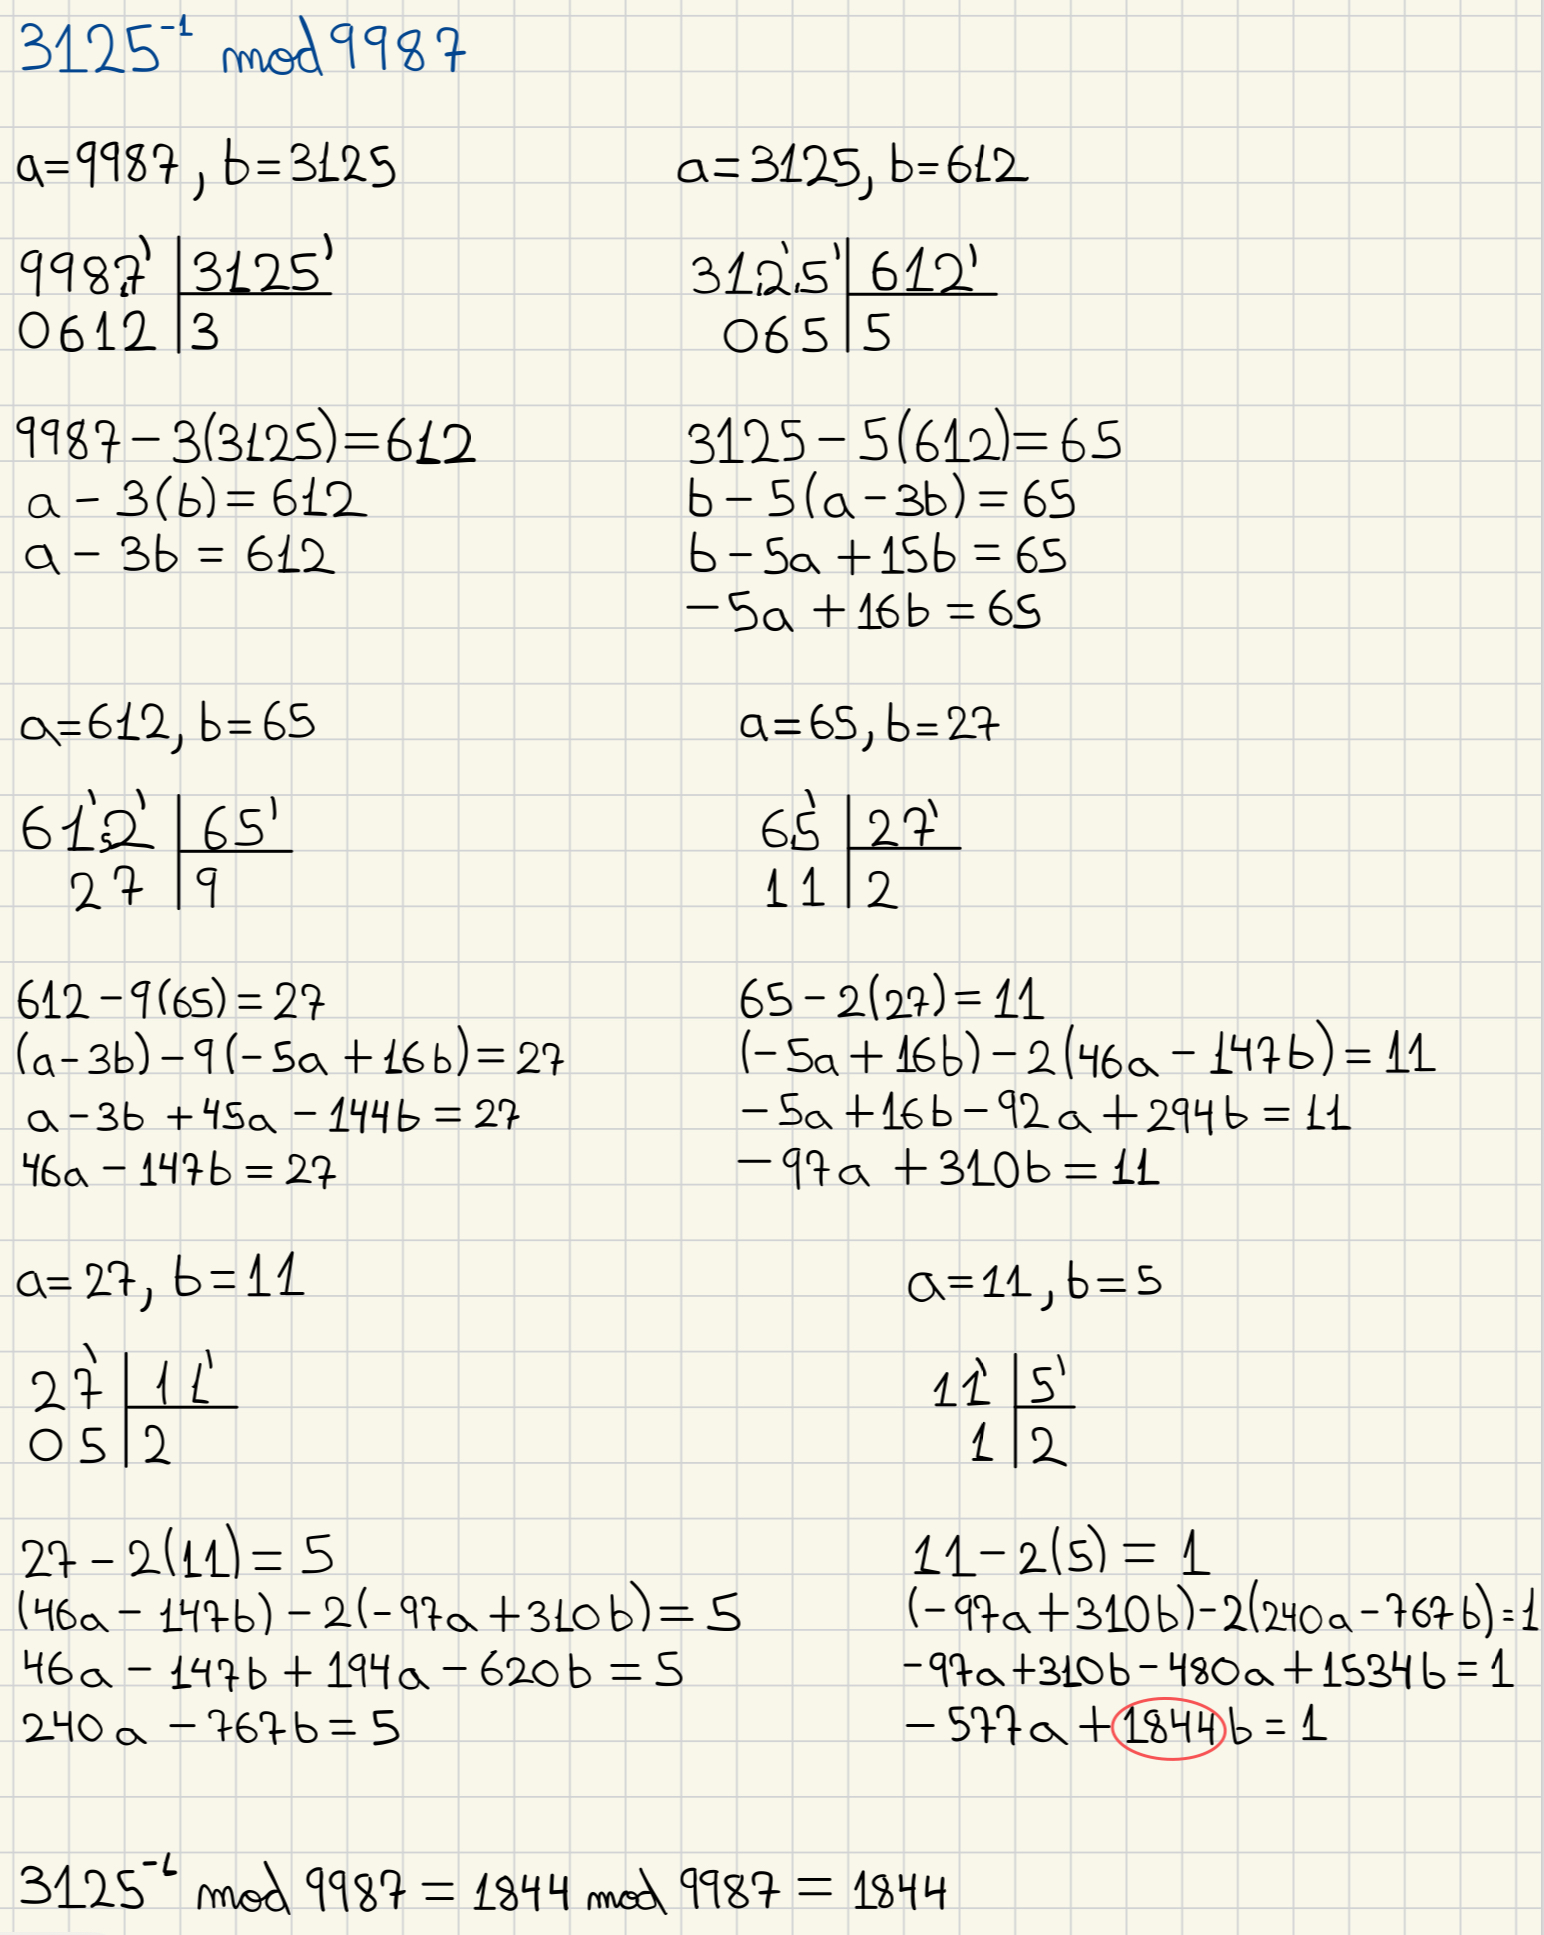 3125⁻¹ mod 9987
a=9987, b=3125
9987 | 3125
0612 | 3
9987 - 3(3125) = 612
a - 3(b) = 612
a - 3b = 612
a=3125, b=612
3125 | 612
065 | 5
3125 - 5(612) = 65
b - 5(a - 3b) = 65
b - 5a + 15b = 65
-5a + 16b = 65
a=612, b=65
612 | 65
27 | 9
612 - 9(65) = 27
(a - 3b) - 9(-5a + 16b) = 27
a - 3b + 45a - 144b = 27
46a - 147b = 27
a=65, b=27
65 | 27
11 | 2
65 - 2(27) = 11
(-5a + 16b) - 2(46a - 147b) = 11
-5a + 16b - 92a + 294b = 11
-97a + 310b = 11
a=27, b=11
27 | 11
05 | 2
27 - 2(11) = 5
(46a - 147b) - 2(-97a + 310b) = 5
46a - 147b + 194a - 620b = 5
240a - 767b = 5
a=11, b=5
11 | 5
1 | 2
11 - 2(5) = 1
(-97a + 310b) - 2(240a - 767b) = 1
-97a + 310b - 480a + 1534b = 1
-577a + 1844b = 1
3125⁻¹ mod 9987 = 1844 mod 9987 = 1844